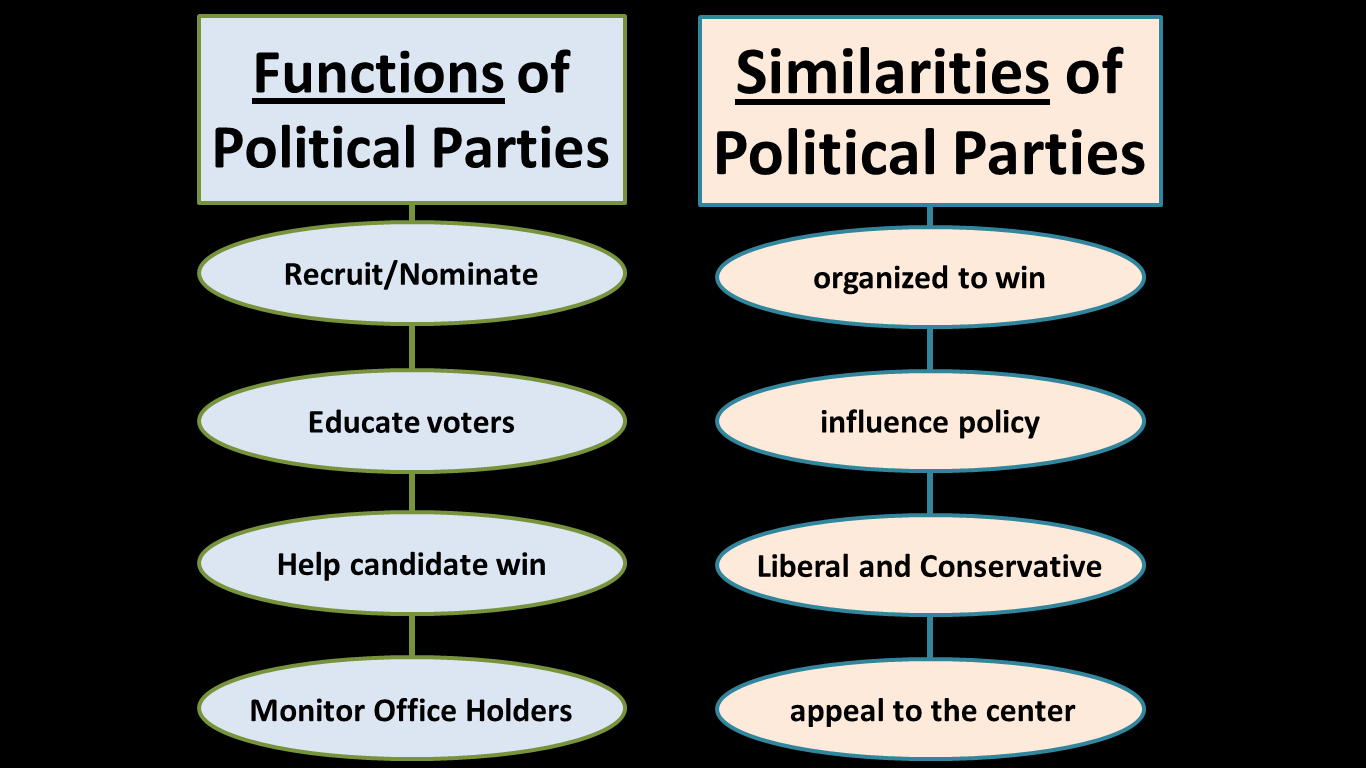 Functions of
Political Parties
Recruit/Nominate
Educate voters
Help candidate win
Monitor Office Holders
Similarities of
Political Parties
organized to win
influence policy
Liberal and Conservative
appeal to the center